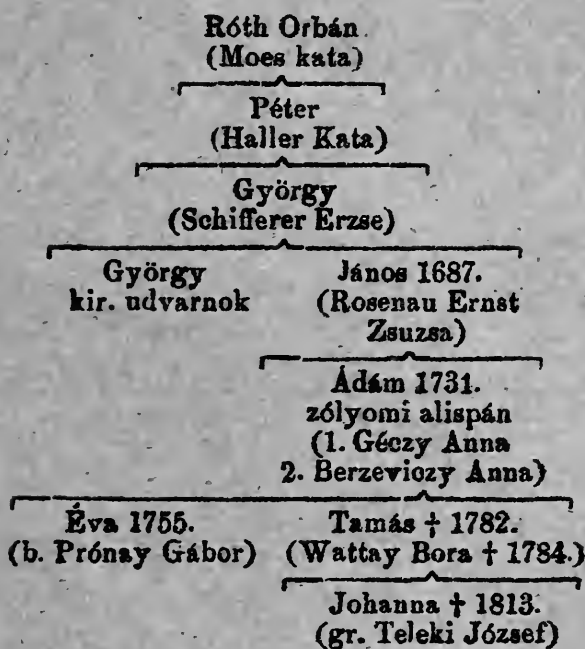 Róth Orbán.
(Moes kata)
Péter
(Haller Kata)
György
(Schifferer Erzse)
György János 1687.
kir. udvarnok (Rosenau Ernst
Zsuzsa)
Ádám 1731.
zólyomi alispán
(1. Géczy Anna
2. Berzeviczy Anna)
Éva 1755. Tamás † 1782.
(b. Prónay Gábor) (Wattay Bora † 1784.)
Johanna † 1813.
(gr. Teleki József)